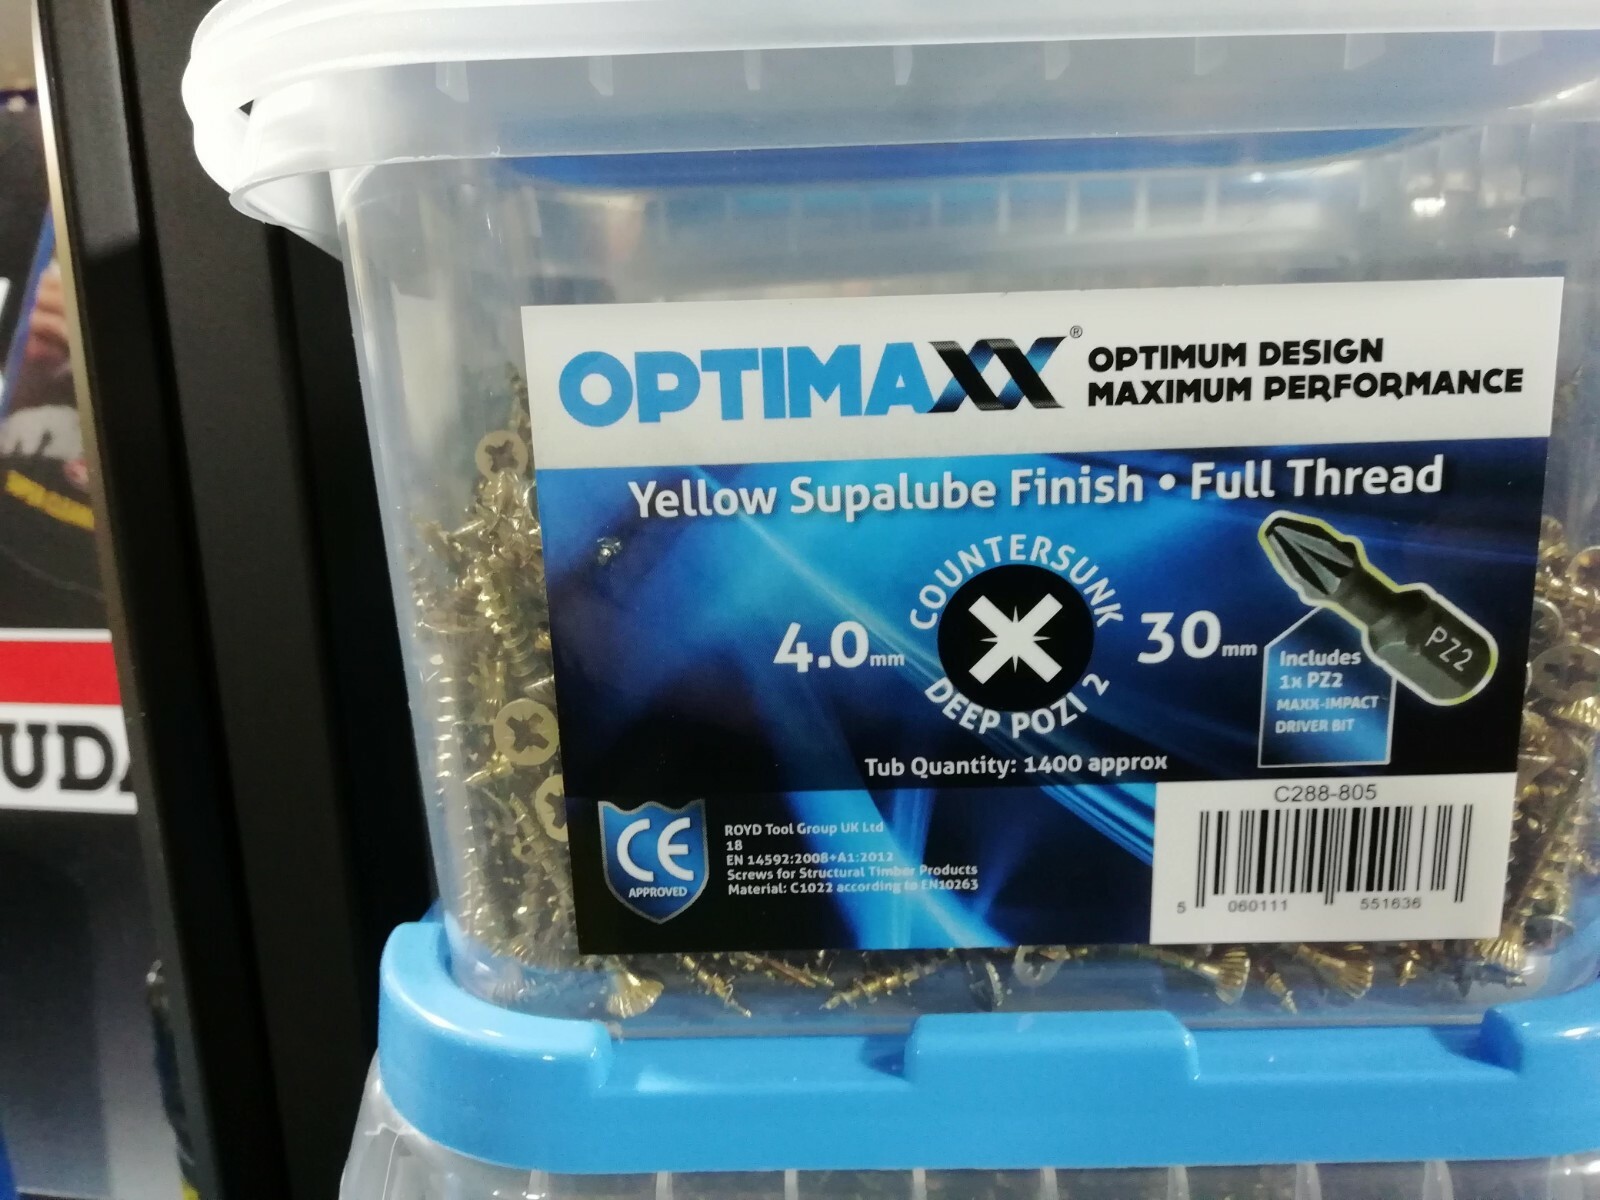 OPTIMAXX®
OPTIMUM DESIGN
MAXIMUM PERFORMANCE
Yellow Supalube Finish • Full Thread
COUNTERSUNK
4.0mm
30mm
DEEP POZI 2
PZ2
Includes
1x PZ2
MAXX-IMPACT
DRIVER BIT
Tub Quantity: 1400 approx
CE
APPROVED
ROYD Tool Group UK Ltd
18
EN 14592:2008+A1:2012
Screws for Structural Timber Products
Material: C1022 according to EN10263
C288-805
5 060111 551636